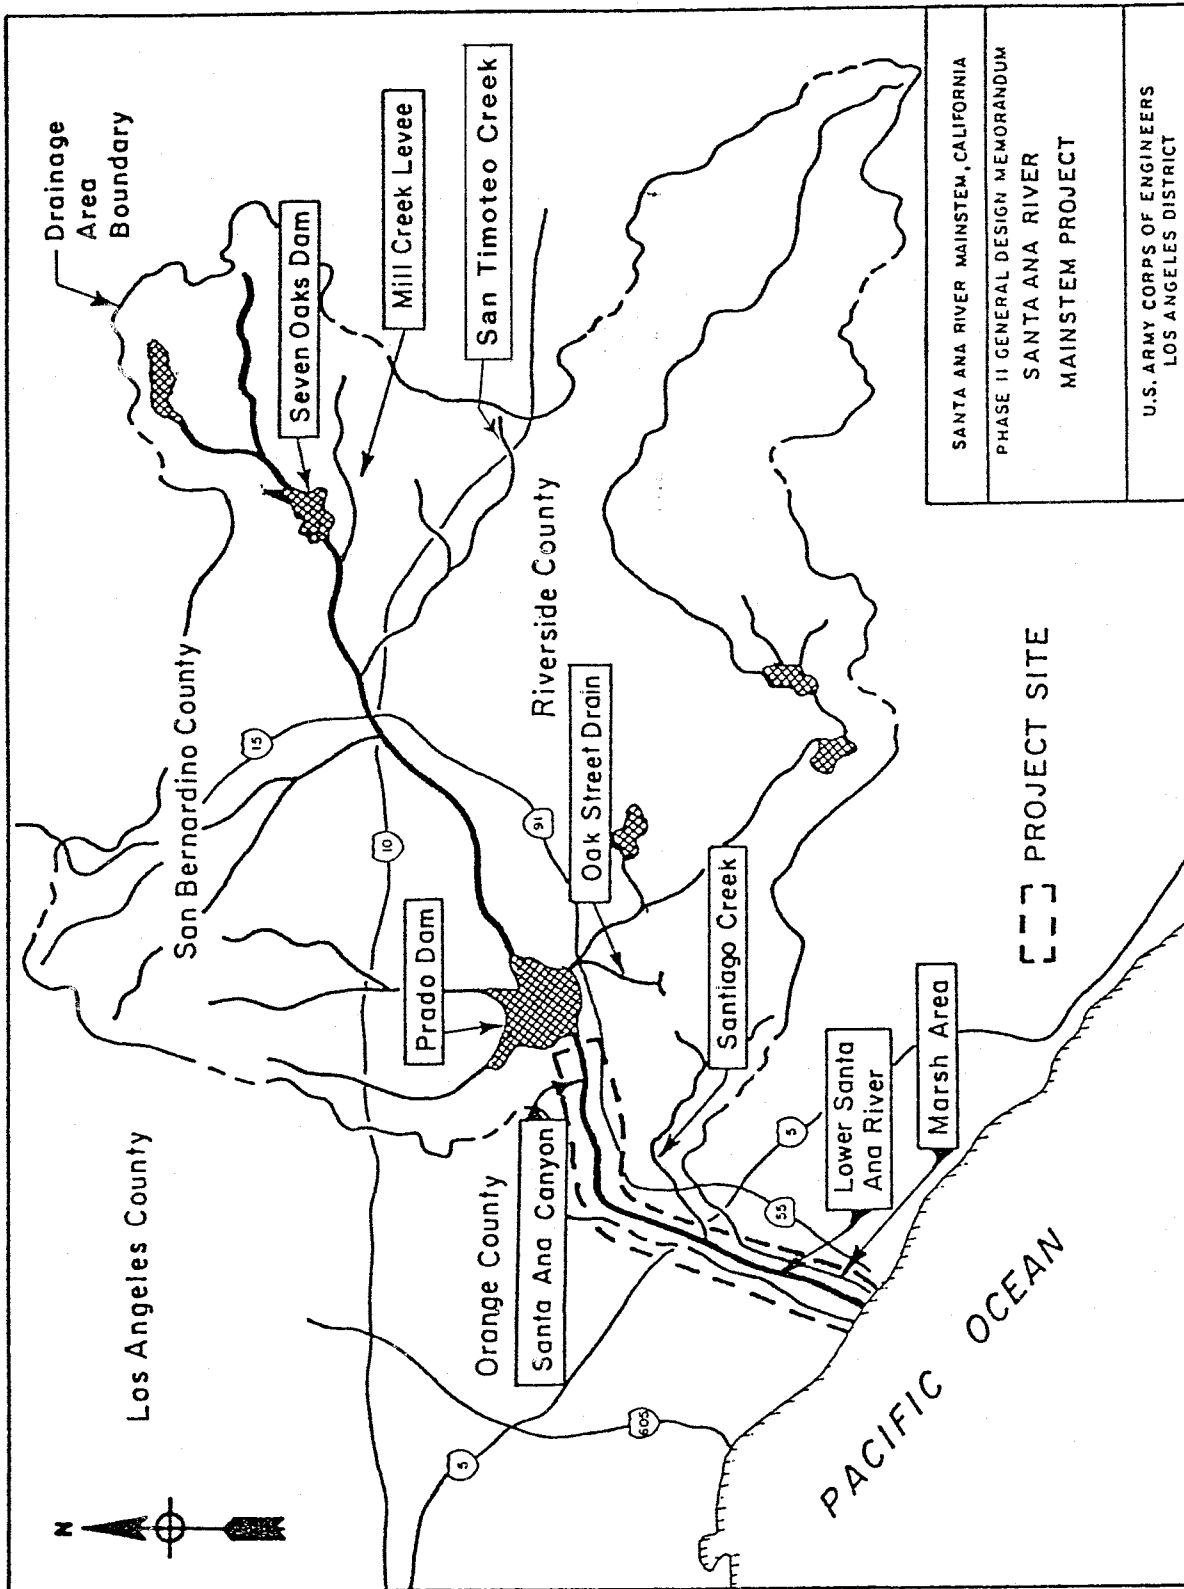 N
Los Angeles County
San Bernardino County
Drainage
Area
Boundary
Seven Oaks Dam
Mill Creek Levee
San Timoteo Creek
15
10
Prado Dam
91
Riverside County
Oak Street Drain
Orange County
Santa Ana Canyon
Santiago Creek
5
605
5
55
Lower Santa
Ana River
Marsh Area
PROJECT SITE
PACIFIC OCEAN
SANTA ANA RIVER MAINSTEM, CALIFORNIA
PHASE II GENERAL DESIGN MEMORANDUM
SANTA ANA RIVER
MAINSTEM PROJECT
U.S. ARMY CORPS OF ENGINEERS
LOS ANGELES DISTRICT